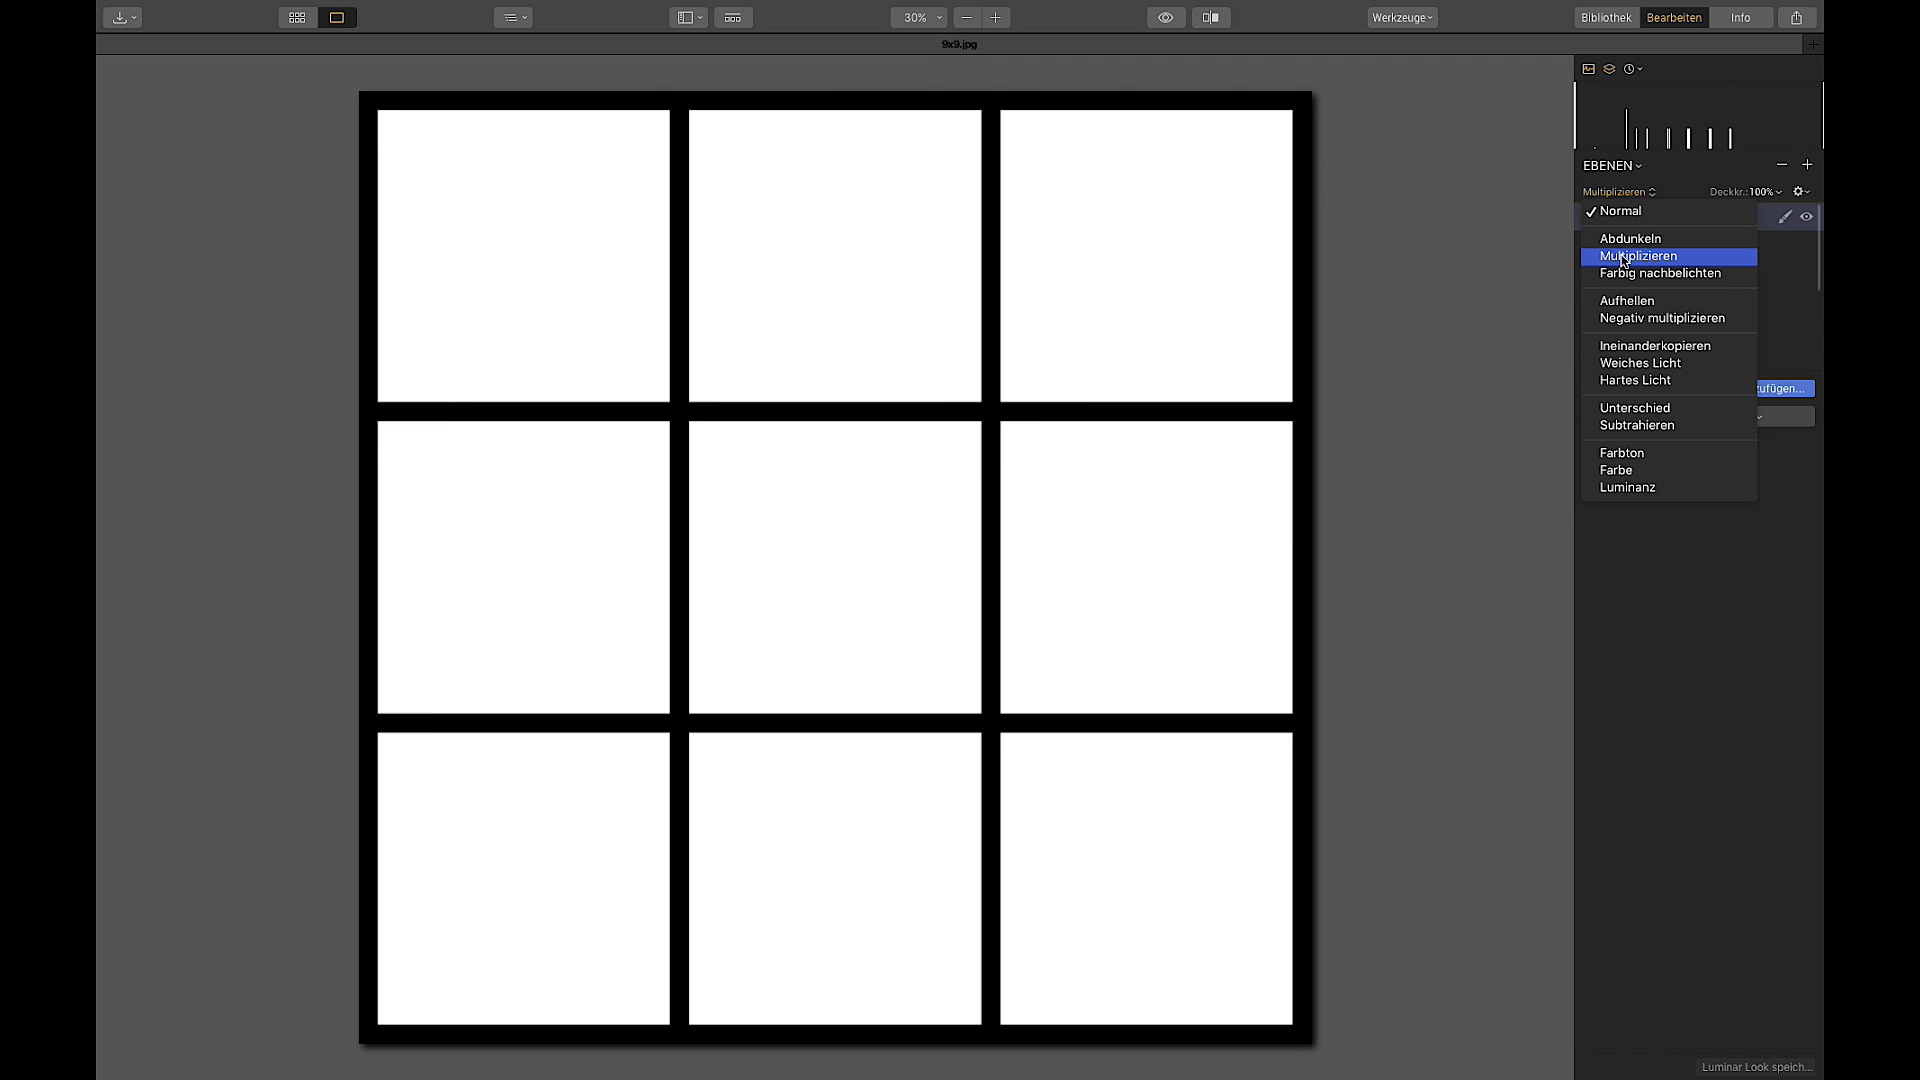 30%
Werkzeuge
Bibliothek
Bearbeiten
Info
9x9.jpg
EBENEN
Multiplizieren
Deckkr.: 100%
Normal
Abdunkeln
Multiplizieren
Farbig nachbelichten
Aufhellen
Negativ multiplizieren
Ineinanderkopieren
Weiches Licht
Hartes Licht
zufügen...
Unterschied
Subtrahieren
Farbton
Farbe
Luminanz
Luminar Look speich...